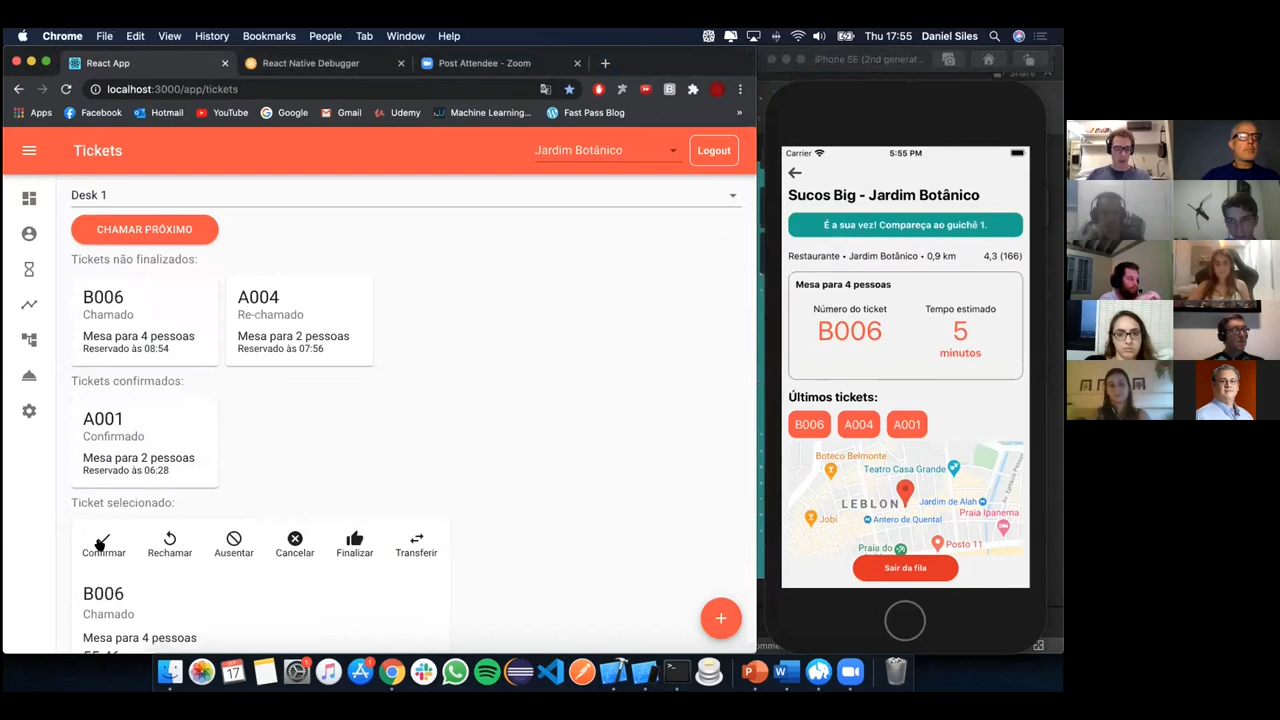 Chrome File Edit View History Bookmarks People Tab Window Help
Thu 17:55 Daniel Siles
React App
React Native Debugger
Post Attendee - Zoom
localhost:3000/app/tickets
Apps Facebook Hotmail YouTube Google Gmail Udemy Machine Learning... Fast Pass Blog »
Tickets
Jardim Botânico
Logout
Desk 1
CHAMAR PRÓXIMO
Tickets não finalizados:
B006
Chamado
Mesa para 4 pessoas
Reservado às 08:54
A004
Re-chamado
Mesa para 2 pessoas
Reservado às 07:56
Tickets confirmados:
A001
Confirmado
Mesa para 2 pessoas
Reservado às 06:28
Ticket selecionado:
Confirmar Rechamar Ausentar Cancelar Finalizar Transferir
B006
Chamado
Mesa para 4 pessoas
+
iPhone SE (2nd generat...
Share
Carrier 5:55 PM
Sucos Big - Jardim Botânico
É a sua vez! Compareça ao guichê 1.
Restaurante • Jardim Botânico • 0,9 km 4,3 (166)
Mesa para 4 pessoas
Número do ticket
B006
Tempo estimado
5
minutos
Últimos tickets:
B006 A004 A001
Boteco Belmonte
Teatro Casa Grande
LEBLON
Jardim de Alah
Praia Ipanema
Jobi
Antero de Quental
Posto 11
Praia do
Sair da fila
17